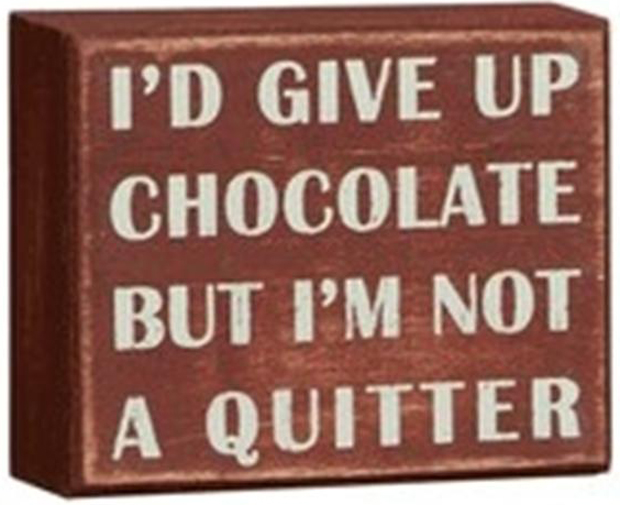 I'D GIVE UP
CHOCOLATE
BUT I'M NOT
A QUITTER